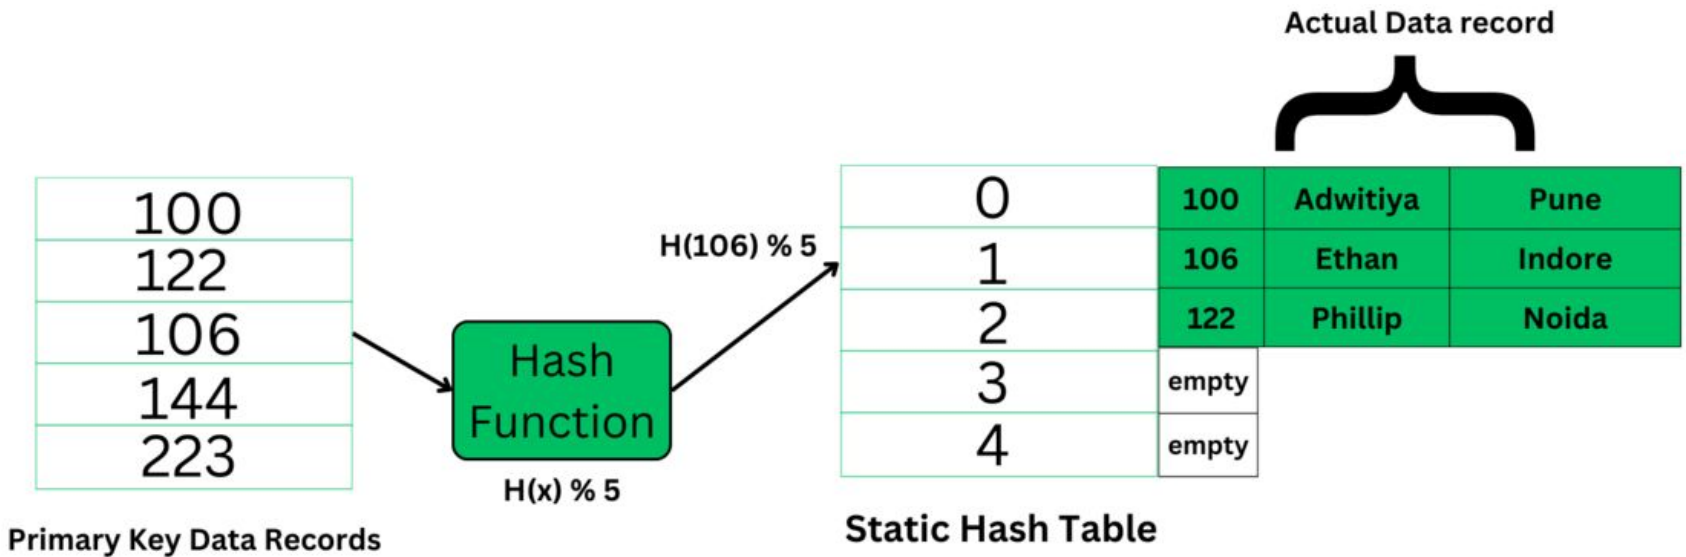 Actual Data record
100
122
106
144
223
Primary Key Data Records
Hash
Function
H(x) % 5
H(106) % 5
0 100 Adwitiya Pune
1 106 Ethan Indore
2 122 Phillip Noida
3 empty
4 empty
Static Hash Table